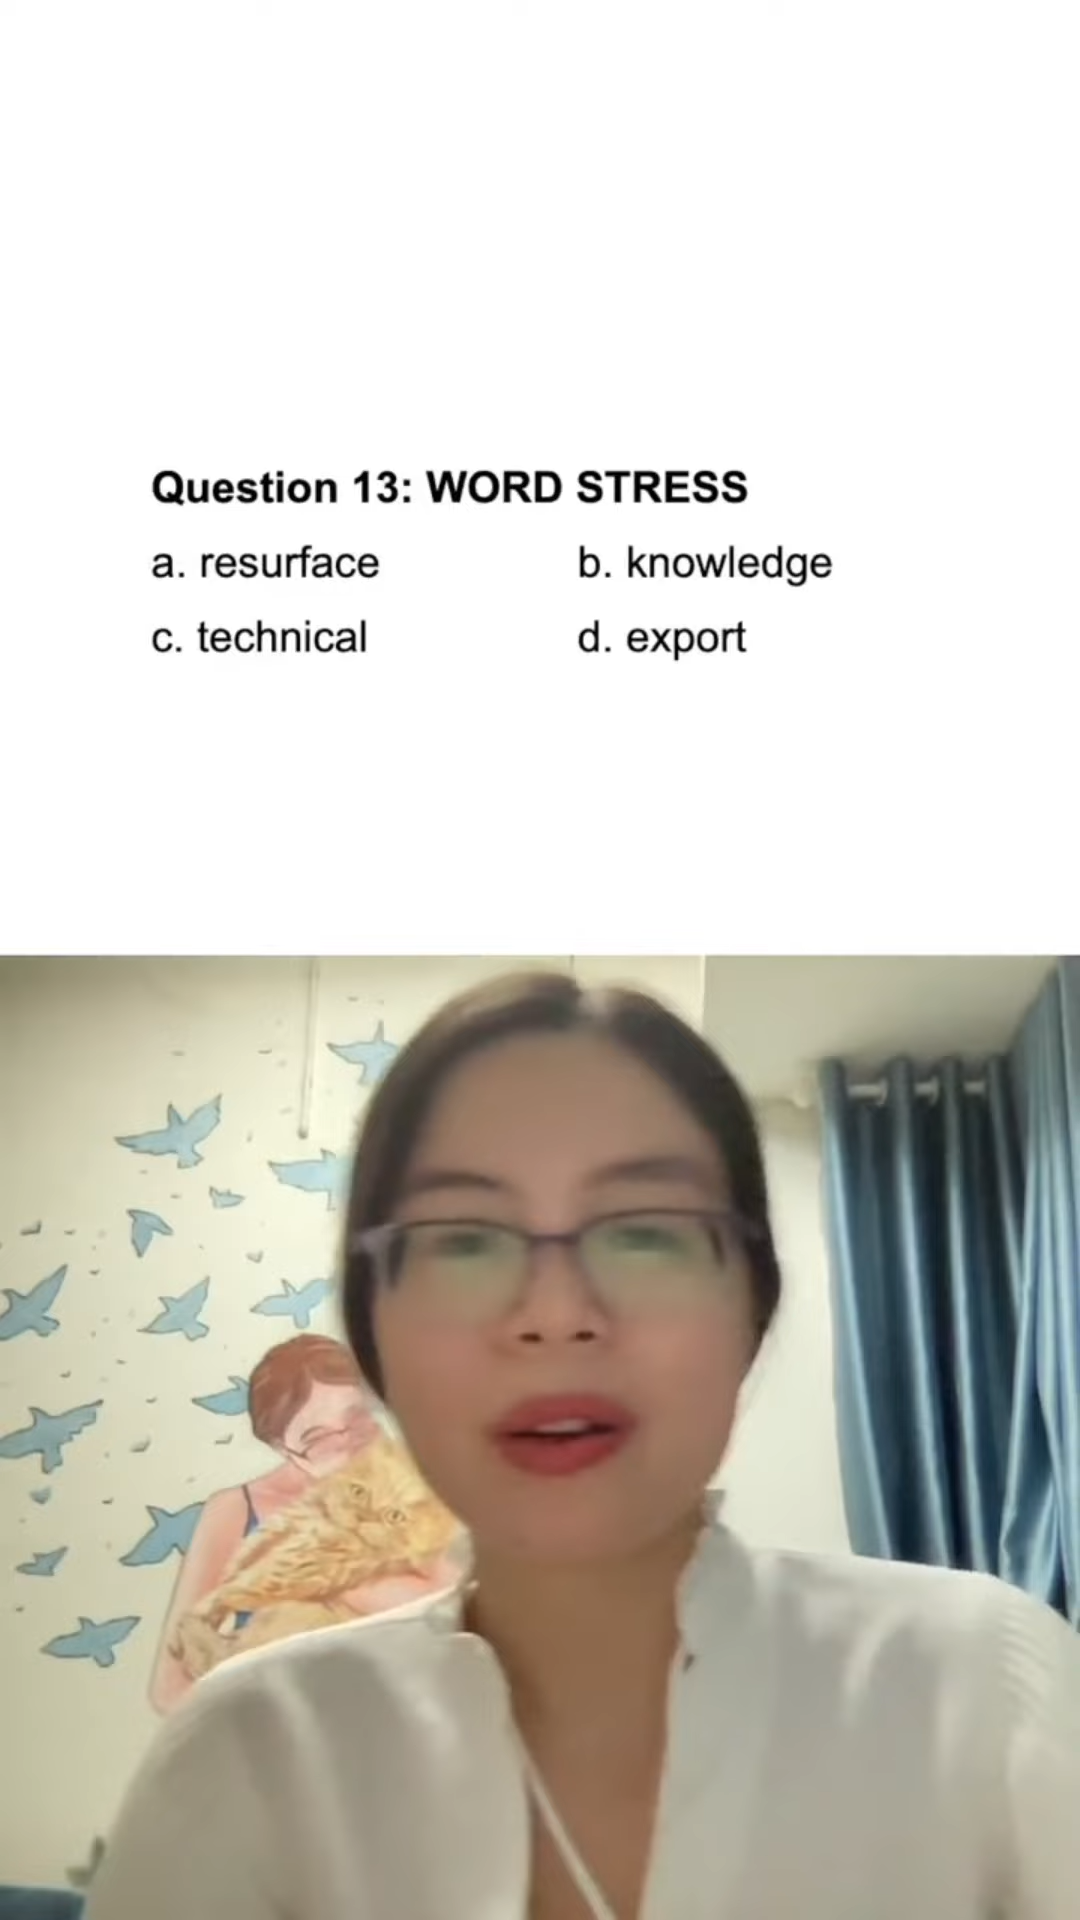 Question 13: WORD STRESS
a. resurface b. knowledge
c. technical d. export